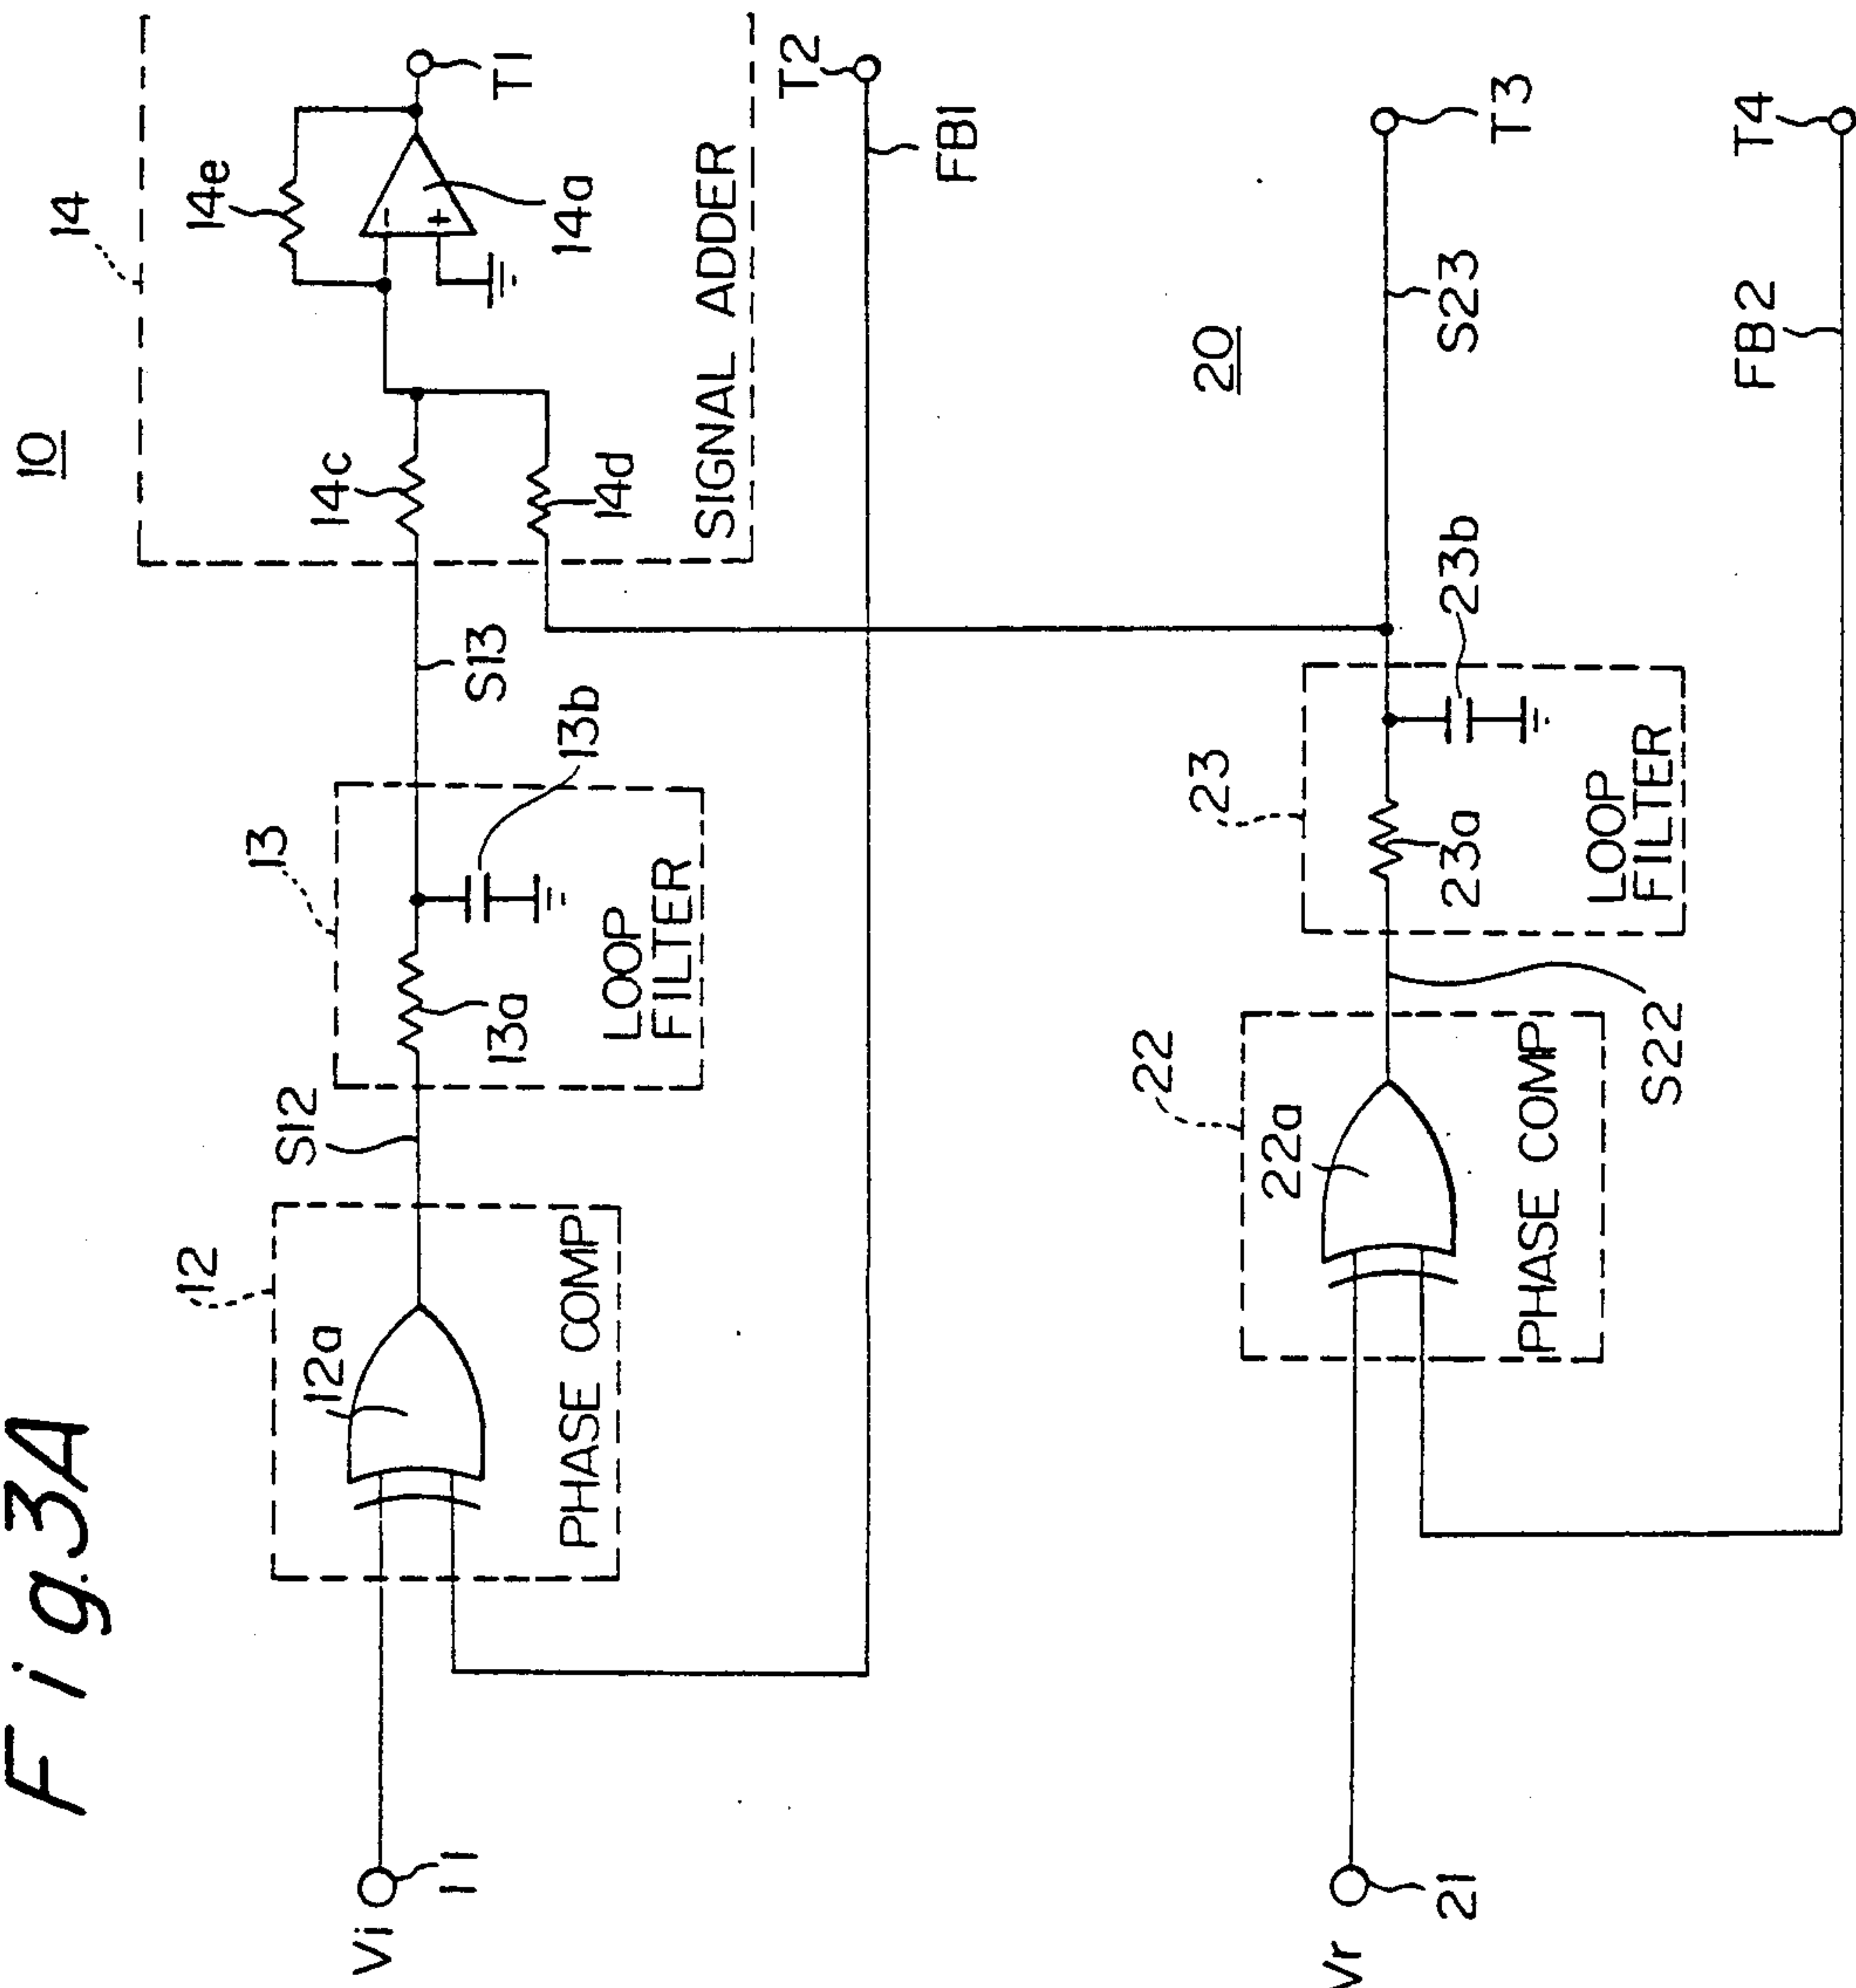 Fig.3A
10
14
14e
14a
T1
14c
14d
SIGNAL ADDER
T2
FB1
S13
13
13a
13b
LOOP
FILTER
S12
12
12a
PHASE COMP
Vi
11
20
T3
S23
T4
FB2
23
23a
23b
LOOP
FILTER
S22
22
22a
PHASE COMP
Vr
21
-
+